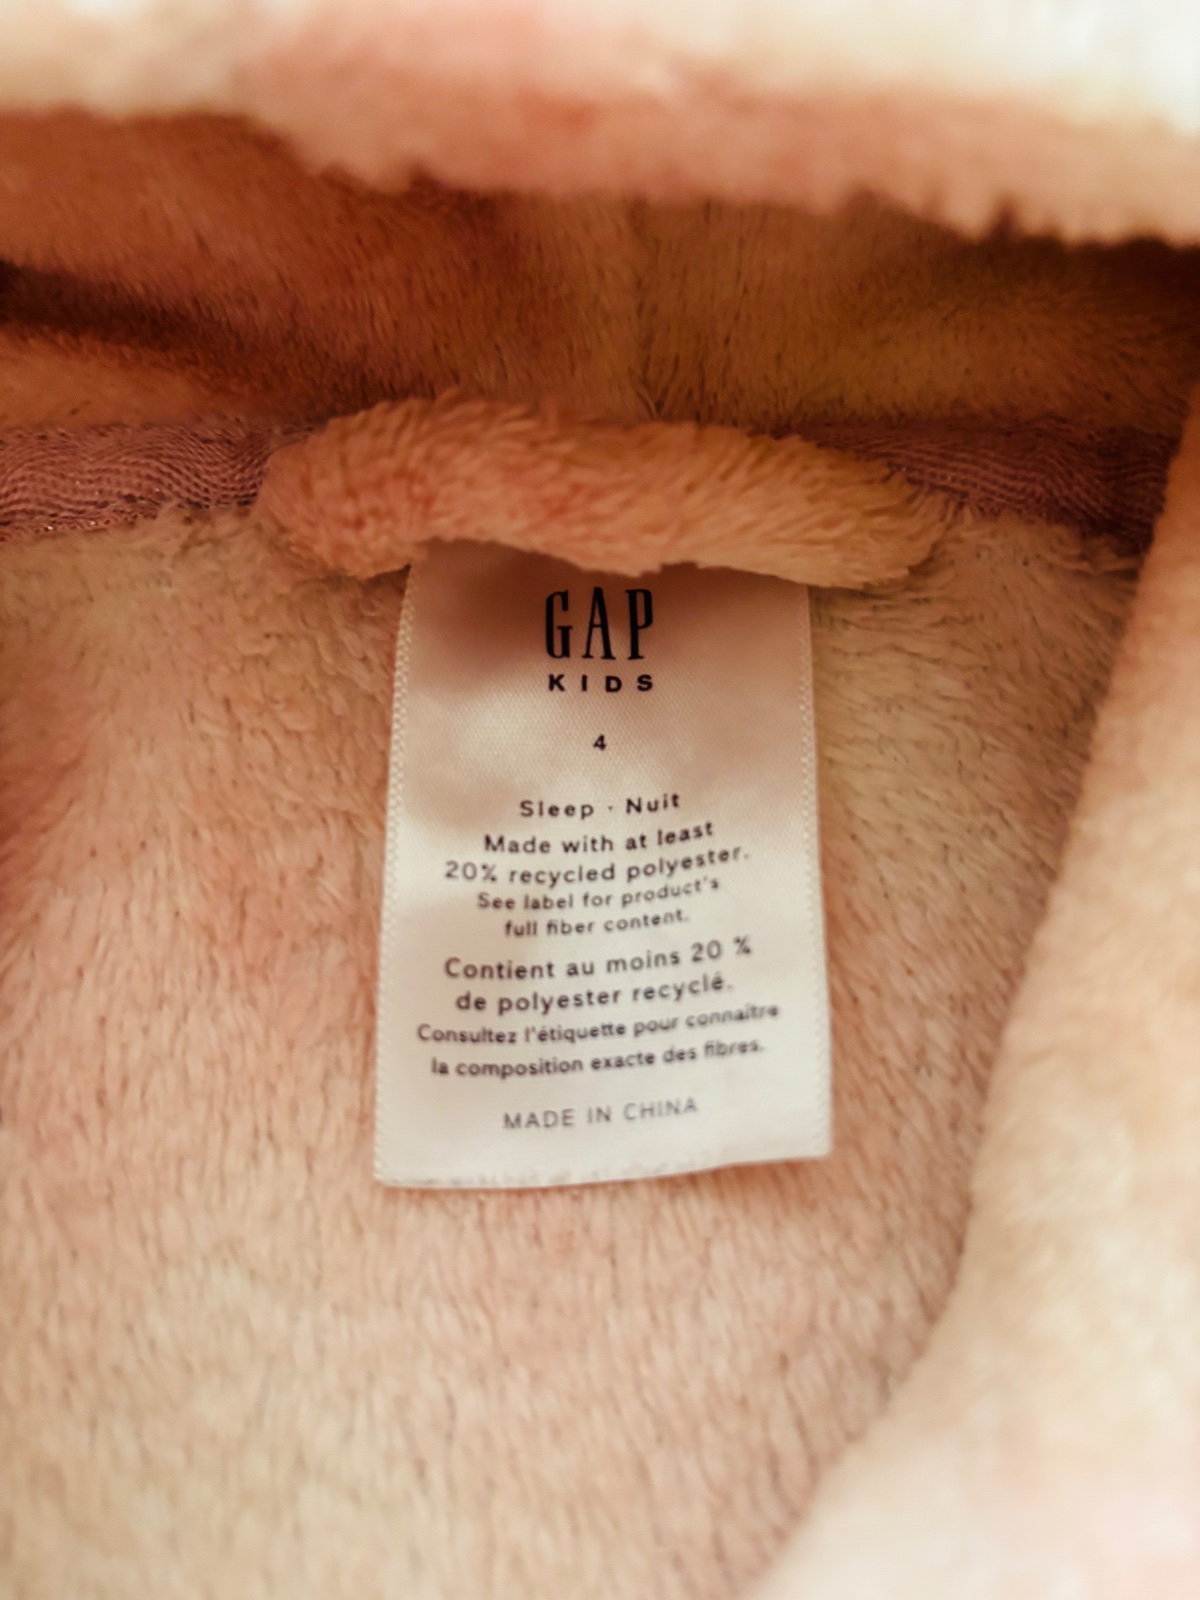 GAP
KIDS
4
Sleep · Nuit
Made with at least
20% recycled polyester.
See label for product's
full fiber content.
Contient au moins 20 %
de polyester recyclé.
Consultez l'étiquette pour connaître
la composition exacte des fibres.
MADE IN CHINA